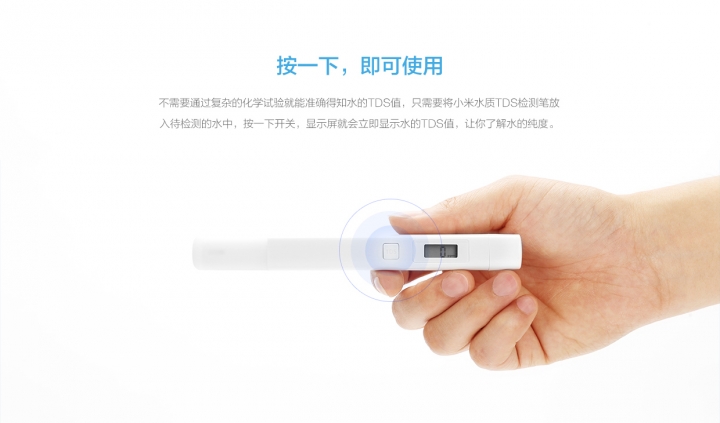 按一下，即可使用
不需要通过复杂的化学试验就能准确得知水的TDS值，只需要将小米水质TDS检测笔放
入待检测的水中，按一下开关，显示屏就会立即显示水的TDS值，让你了解水的纯度。